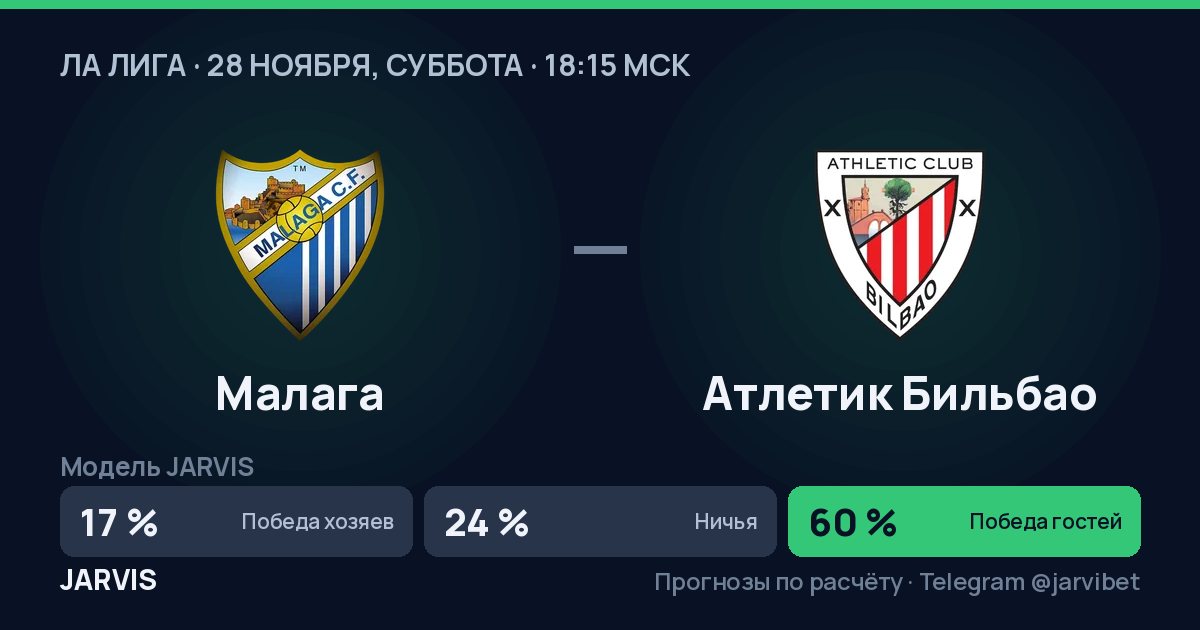 ЛА ЛИГА · 28 НОЯБРЯ, СУББОТА · 18:15 МСК
TM
MALAGA C.F.
ATHLETIC CLUB
X X
BILBAO
—
Малага
Атлетик Бильбао
Модель JARVIS
17 % Победа хозяев
24 % Ничья
60 % Победа гостей
JARVIS
Прогнозы по расчёту · Telegram @jarvibet